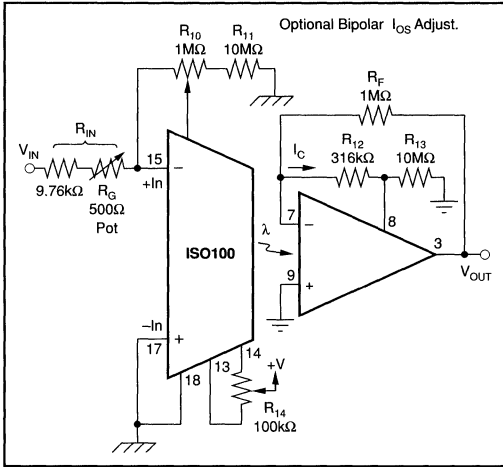 Optional Bipolar IOS Adjust.
R10
1MΩ
R11
10MΩ
RF
1MΩ
RIN
VIN
9.76kΩ
RG
500Ω
Pot
15
−
+In
IC
R12
316kΩ
R13
10MΩ
ISO100
λ
7
−
8
3
9
+
VOUT
−In
17
+
18
13
14
+V
R14
100kΩ